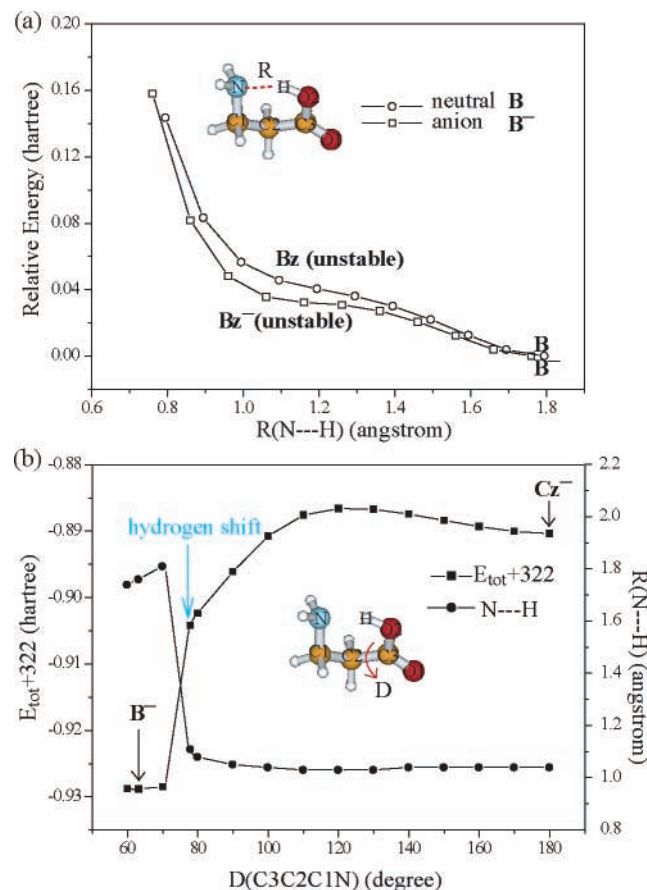 (a)
0.20
0.16
0.12
0.08
0.04
0.00
Relative Energy (hartree)
R
N
H
neutral B
anion B⁻
Bz (unstable)
Bz⁻(unstable)
B
B⁻
0.6 0.8 1.0 1.2 1.4 1.6 1.8
R(N---H) (angstrom)
(b)
-0.88
-0.89
-0.90
-0.91
-0.92
-0.93
E_tot+322 (hartree)
hydrogen shift
Cz⁻
E_tot+322
N---H
N
H
D
B⁻
2.2
2.0
1.8
1.6
1.4
1.2
1.0
0.8
R(N---H)
(angstrom)
60 80 100 120 140 160 180
D(C3C2C1N) (degree)